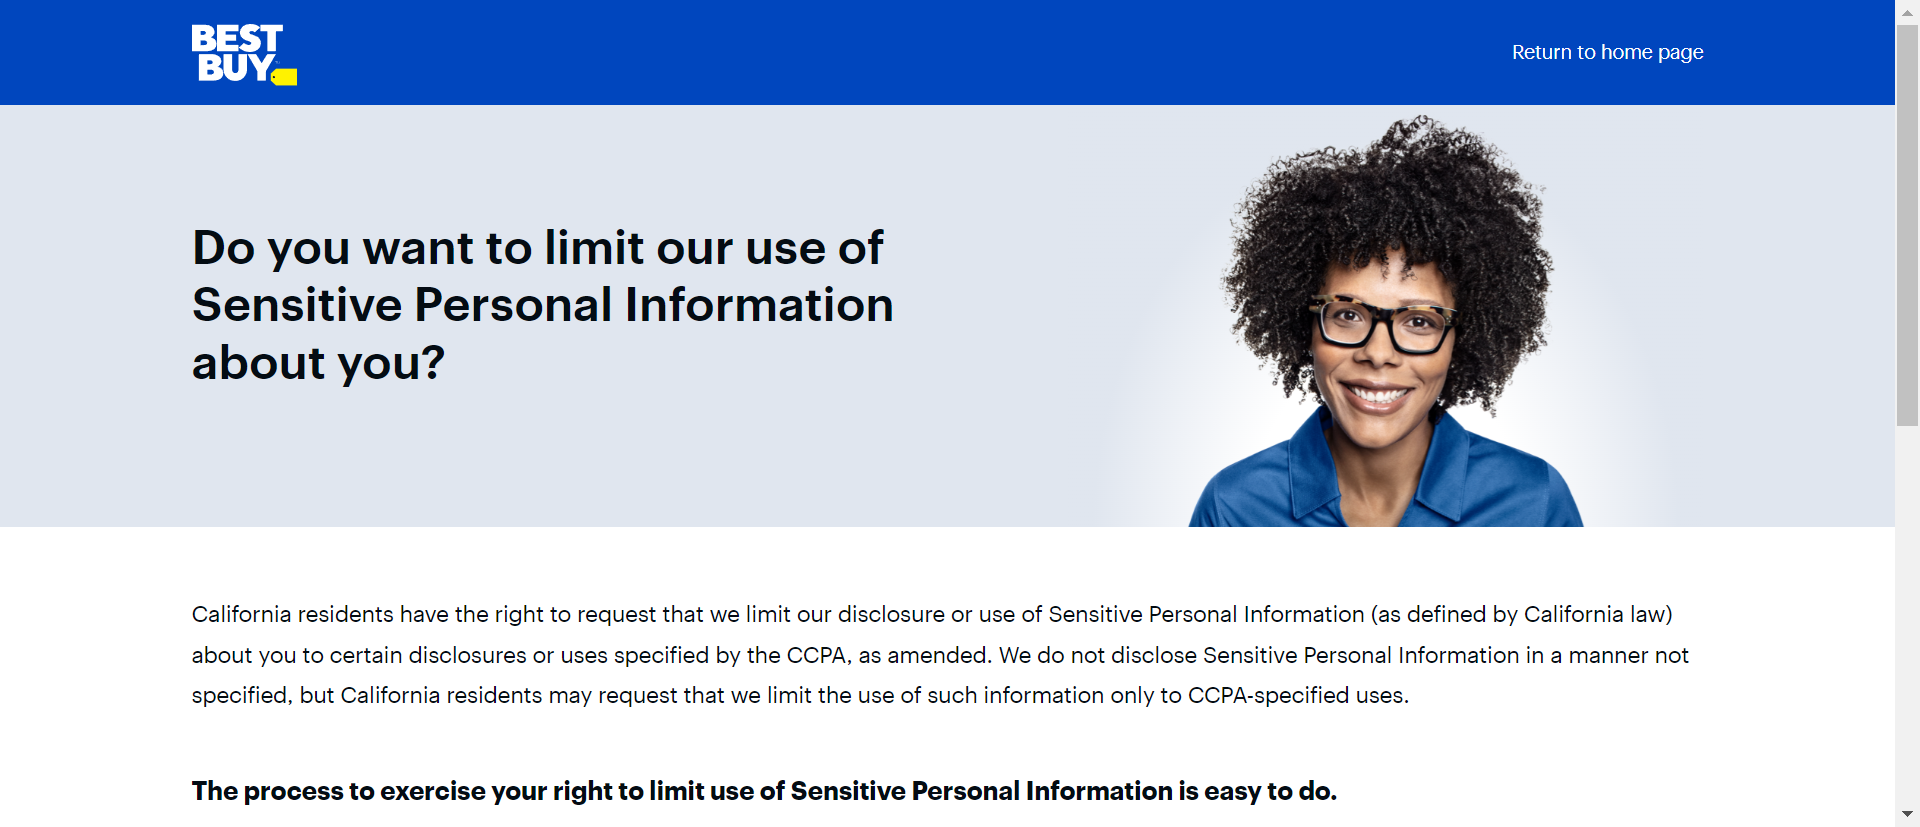 BEST
BUY
Return to home page
Do you want to limit our use of
Sensitive Personal Information
about you?
California residents have the right to request that we limit our disclosure or use of Sensitive Personal Information (as defined by California law)
about you to certain disclosures or uses specified by the CCPA, as amended. We do not disclose Sensitive Personal Information in a manner not
specified, but California residents may request that we limit the use of such information only to CCPA-specified uses.
The process to exercise your right to limit use of Sensitive Personal Information is easy to do.